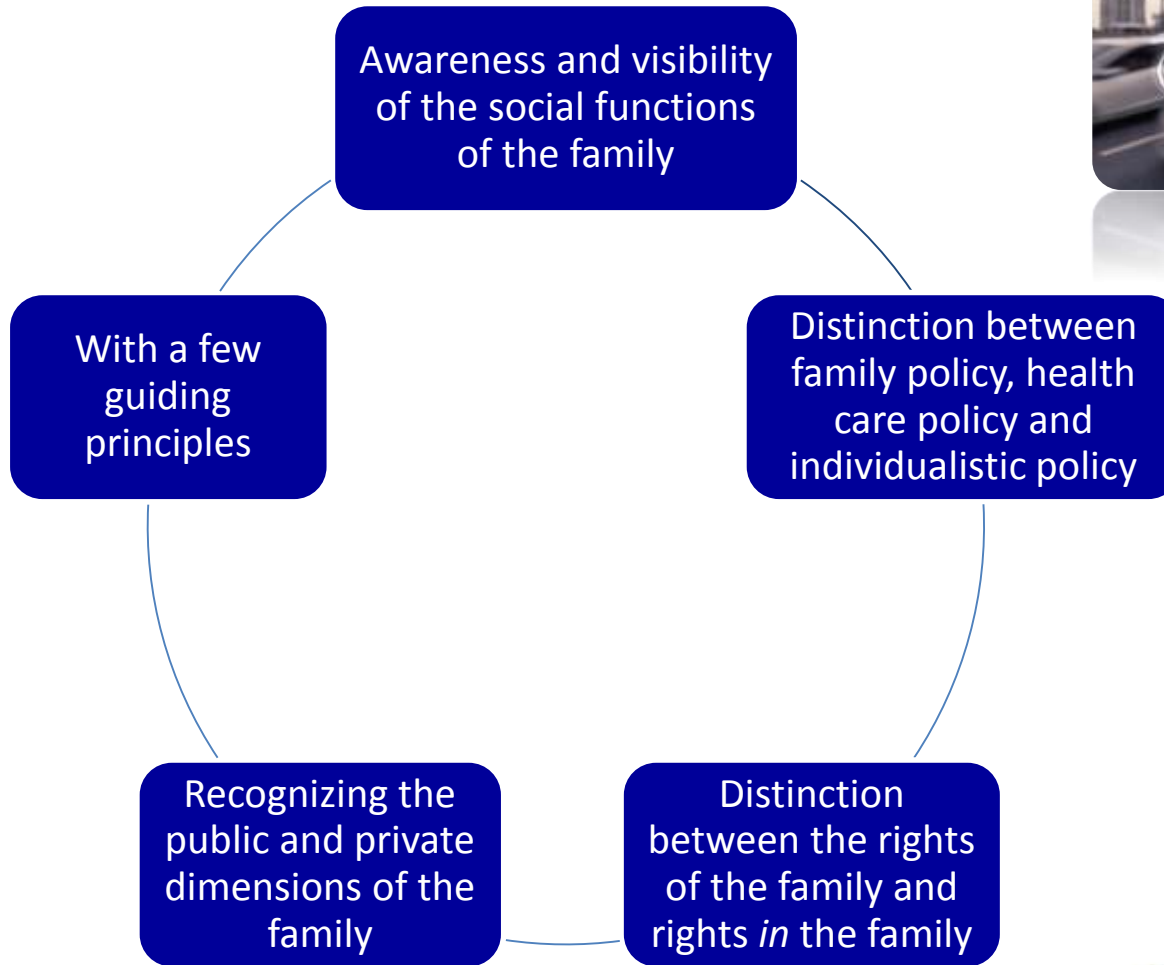 Awareness and visibility
of the social functions
of the family
Distinction between
family policy, health
care policy and
individualistic policy
Distinction
between the rights
of the family and
rights in the family
Recognizing the
public and private
dimensions of the
family
With a few
guiding
principles